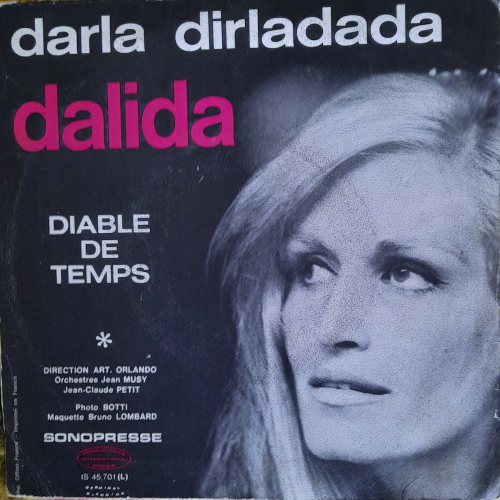 darla dirladada
dalida
DIABLE
DE
TEMPS
*
DIRECTION ART. ORLANDO
Orchestres Jean MUSY
Jean-Claude PETIT
Photo BOTTI
Maquette Bruno LOMBARD
SONOPRESSE
IS 45.701 (L)